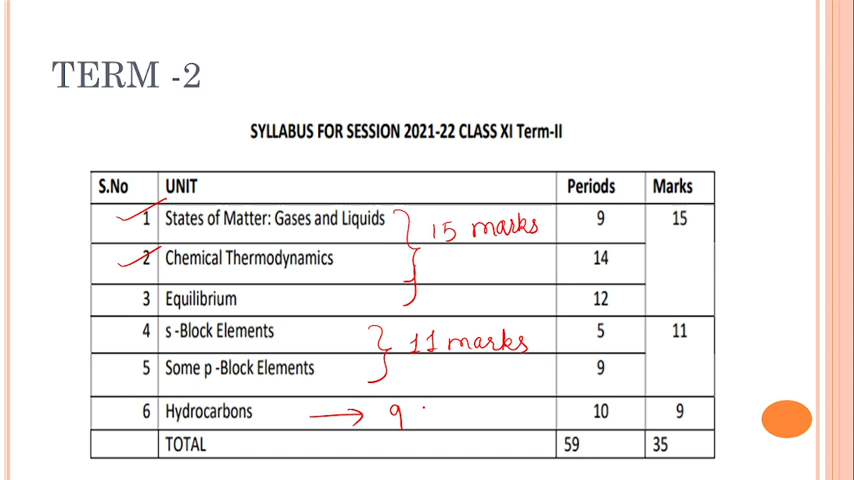 TERM -2
SYLLABUS FOR SESSION 2021-22 CLASS XI Term-II
S.No UNIT Periods Marks
1 States of Matter: Gases and Liquids 15 marks 9 15
2 Chemical Thermodynamics 14
3 Equilibrium 12
4 s -Block Elements 11 marks 5 11
5 Some p -Block Elements 9
6 Hydrocarbons → 9 10 9
TOTAL 59 35